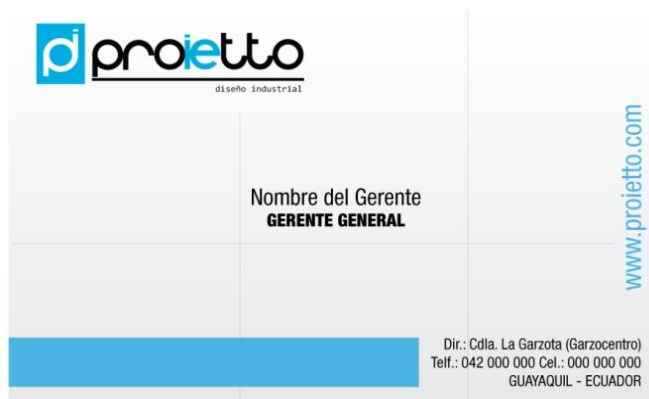 proietto
diseño industrial
Nombre del Gerente
GERENTE GENERAL
www.proietto.com
Dir.: Cdla. La Garzota (Garzocentro)
Telf.: 042 000 000 Cel.: 000 000 000
GUAYAQUIL - ECUADOR